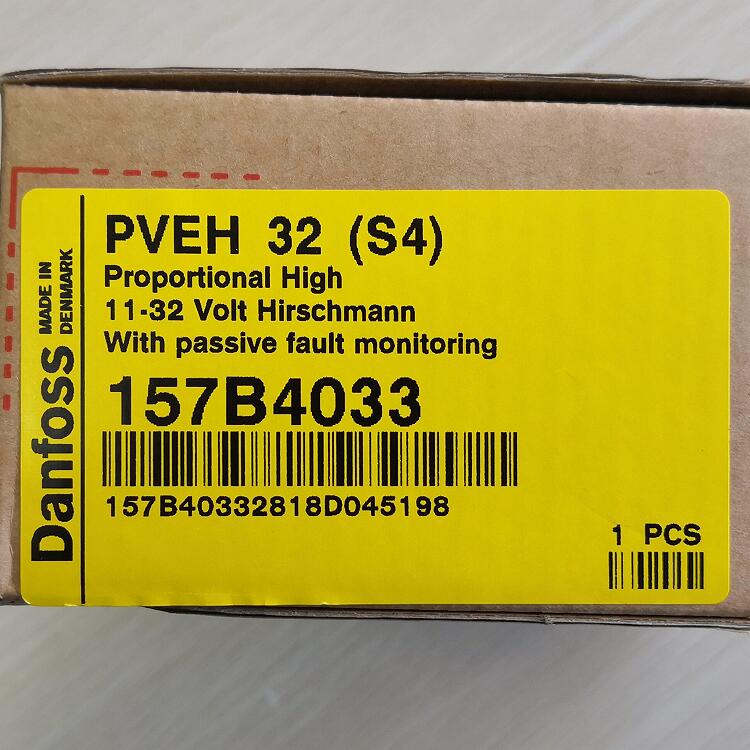 Danfoss
MADE IN
DENMARK
PVEH 32 (S4)
Proportional High
11-32 Volt Hirschmann
With passive fault monitoring
157B4033
157B40332818D045198
1 PCS